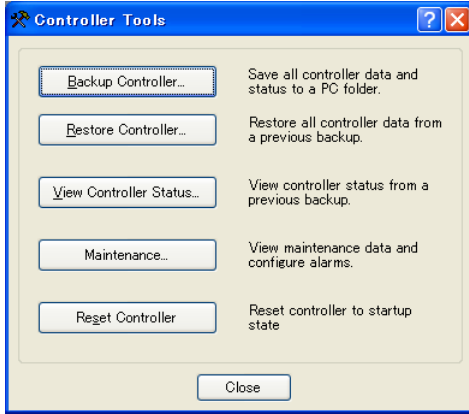 Controller Tools
Backup Controller...
Save all controller data and
status to a PC folder.
Restore Controller...
Restore all controller data from
a previous backup.
View Controller Status...
View controller status from a
previous backup.
Maintenance...
View maintenance data and
configure alarms.
Reset Controller
Reset controller to startup
state
Close